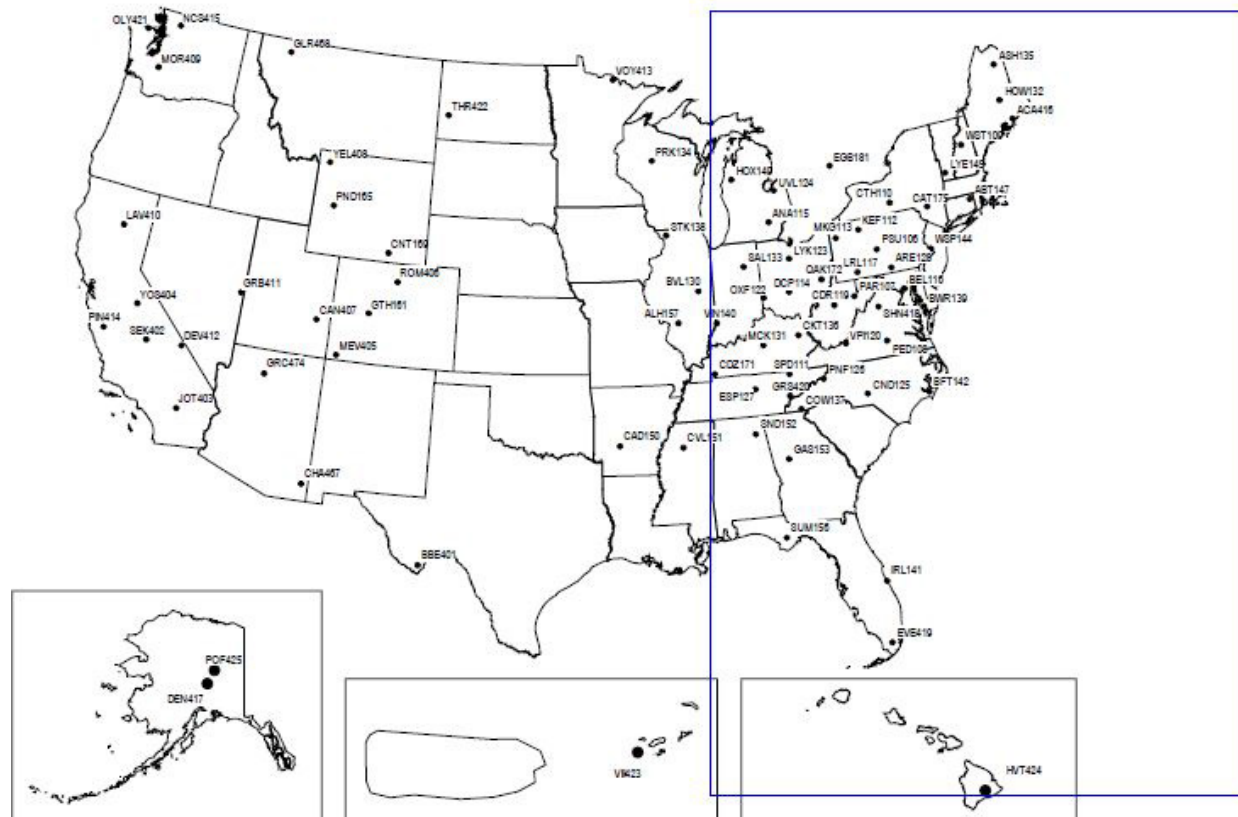 OLY421
NCS415
GLR468
MOR409
VOY413
ASH135
HOW132
THR422
ACA416
WST109
PRK134
YEL408
EGB181
LYE145
HOX148
UVL124
PND165
CTH110
CAT175
ABT147
LAV410
ANA115
KEF112
MKG113
STK138
WSP144
PSU106
CNT169
LYK123
SAL133
ARE128
LRL117
ROM406
OAK172
GRB411
BVL130
OXF122
DCP114
PAR107
BEL116
YOS404
CDR119
BWR139
CAN407
GTH161
SHN418
PIN414
ALH157
VIN140
SEK402
DEV412
MCK131
CKT136
VPI120
PED108
MEV405
GRC474
CDZ171
SPD111
PNF126
BFT142
GRS420
CND125
ESP127
JOT403
COW137
SND152
CAD150
CVL151
GAS153
CHA467
SUM156
BBE401
IRL141
EVE419
POF425
DEN417
VII423
HVT424